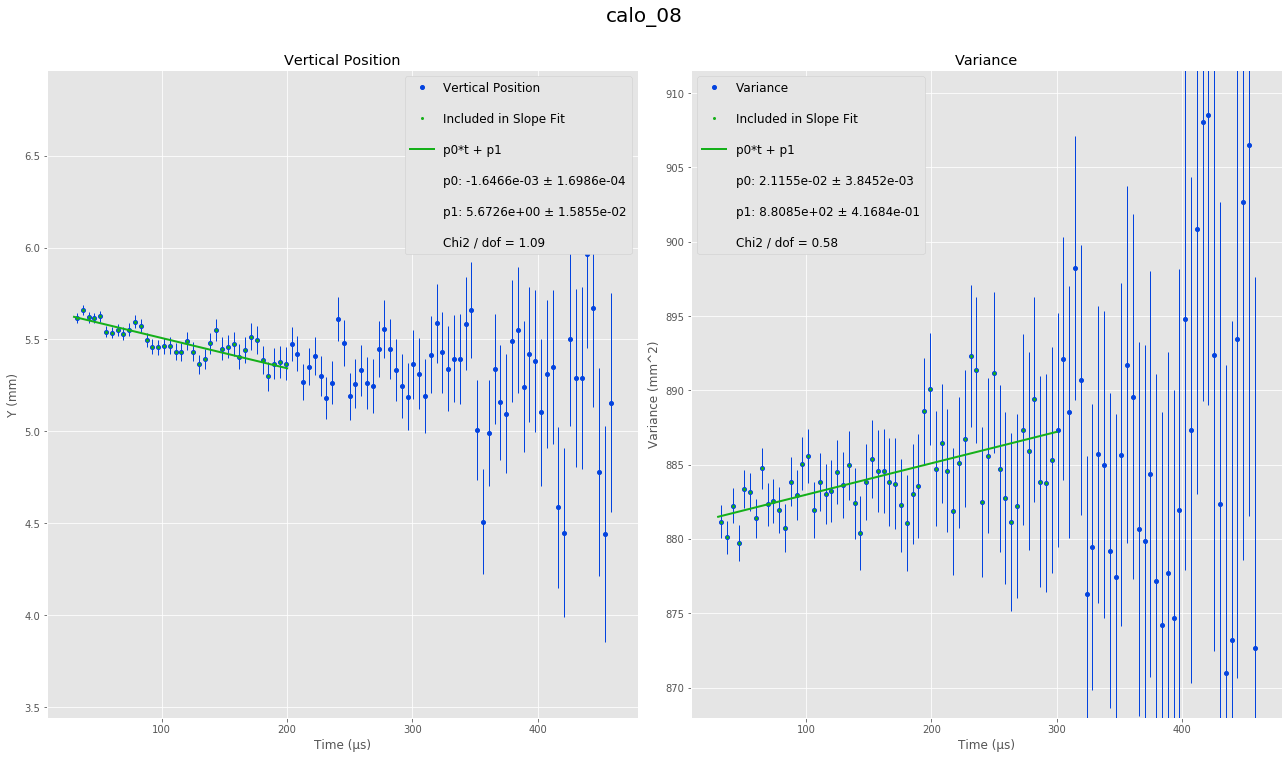 calo_08
Vertical Position
Vertical Position
Included in Slope Fit
p0*t + p1
p0: -1.6466e-03 ± 1.6986e-04
p1: 5.6726e+00 ± 1.5855e-02
Chi2 / dof = 1.09
Y (mm)
6.5
6.0
5.5
5.0
4.5
4.0
3.5
100 200 300 400
Time (μs)
Variance
Variance
Included in Slope Fit
p0*t + p1
p0: 2.1155e-02 ± 3.8452e-03
p1: 8.8085e+02 ± 4.1684e-01
Chi2 / dof = 0.58
Variance (mm^2)
910
905
900
895
890
885
880
875
870
100 200 300 400
Time (μs)